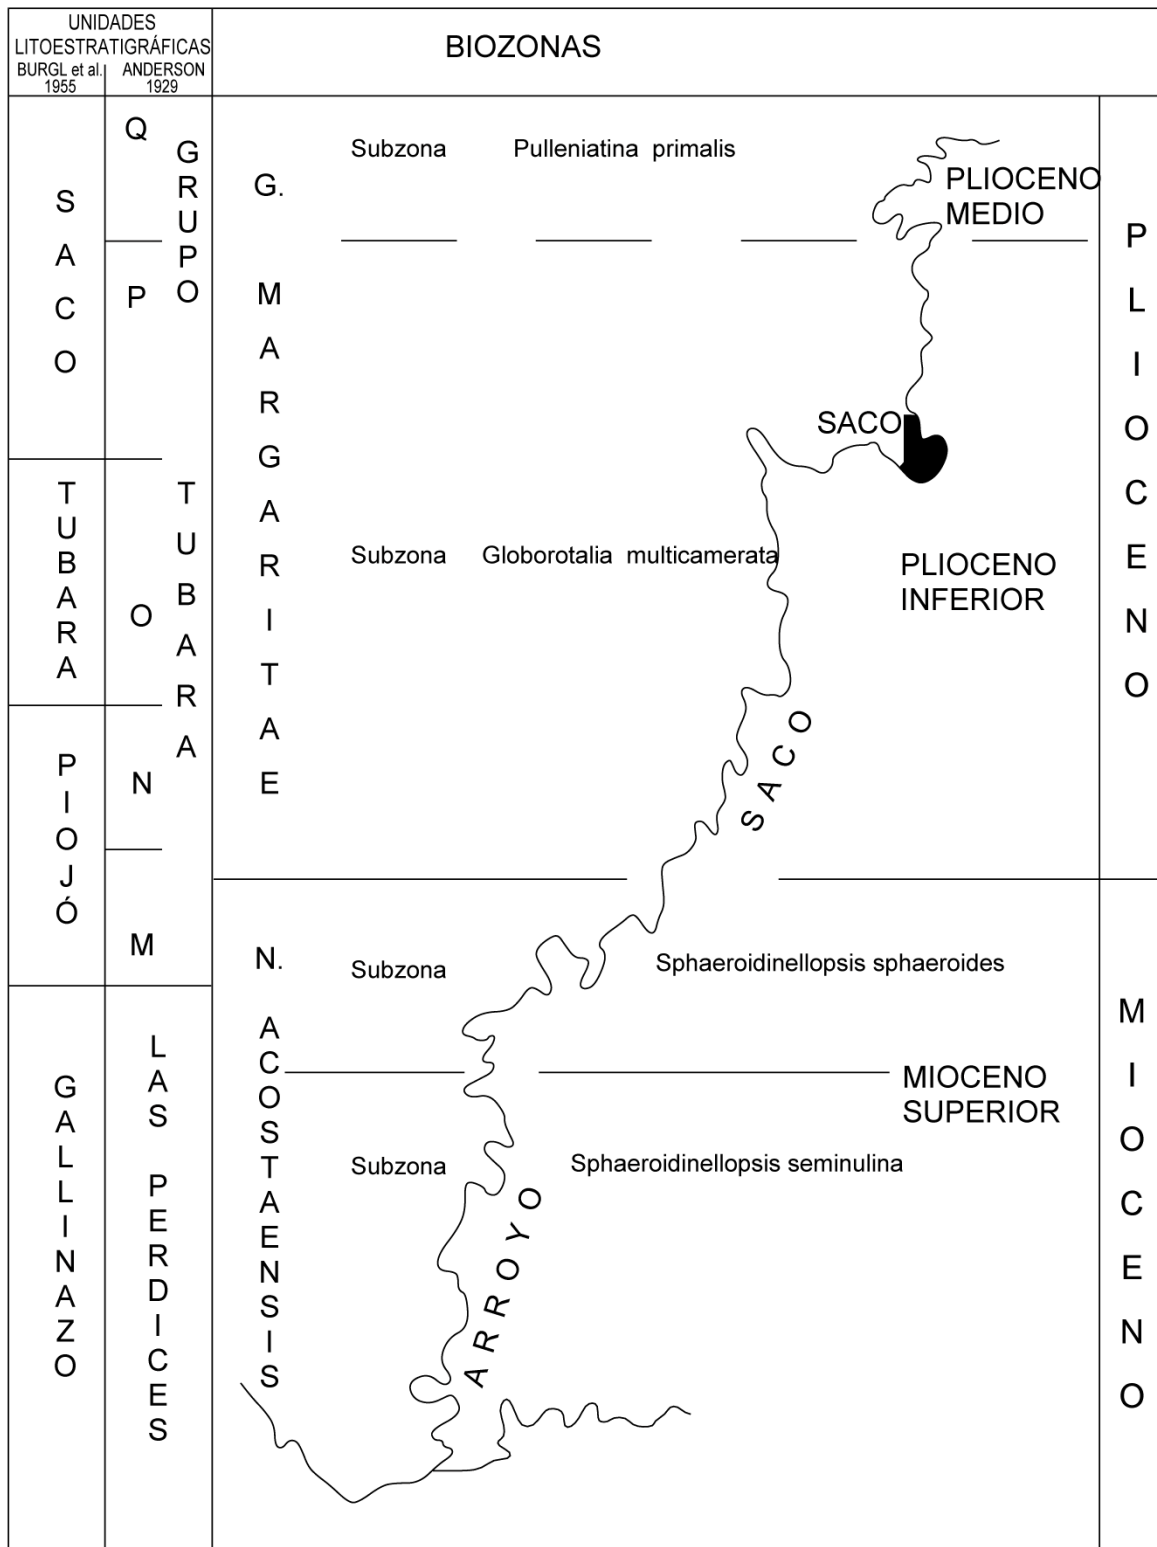 UNIDADES
LITOESTRATIGRÁFICAS
BURGL et al. 1955
ANDERSON 1929
BIOZONAS
SACO
TUBARA
PIOJÓ
GALLINAZO
Q
P
O
N
M
GRUPO TUBARA
LAS PERDICES
G. MARGARITAE
N. ACOSTAENSIS
Subzona Pulleniatina primalis
PLIOCENO
MEDIO
SACO
Subzona Globorotalia multicamerata
PLIOCENO
INFERIOR
Subzona Sphaeroidinellopsis sphaeroides
MIOCENO
SUPERIOR
Subzona Sphaeroidinellopsis seminulina
ARROYO SACO
PLIOCENO
MIOCENO